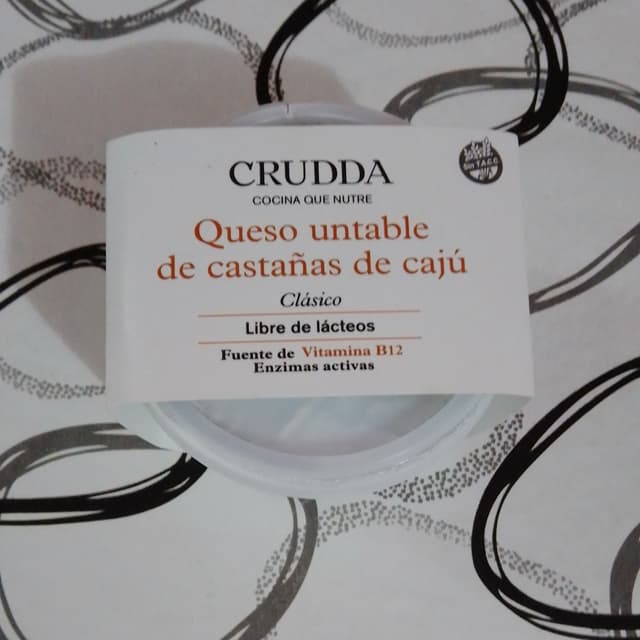 CRUDDA
COCINA QUE NUTRE
Queso untable
de castañas de cajú
Clásico
Libre de lácteos
Fuente de Vitamina B12
Enzimas activas
SIN T.A.C.C.